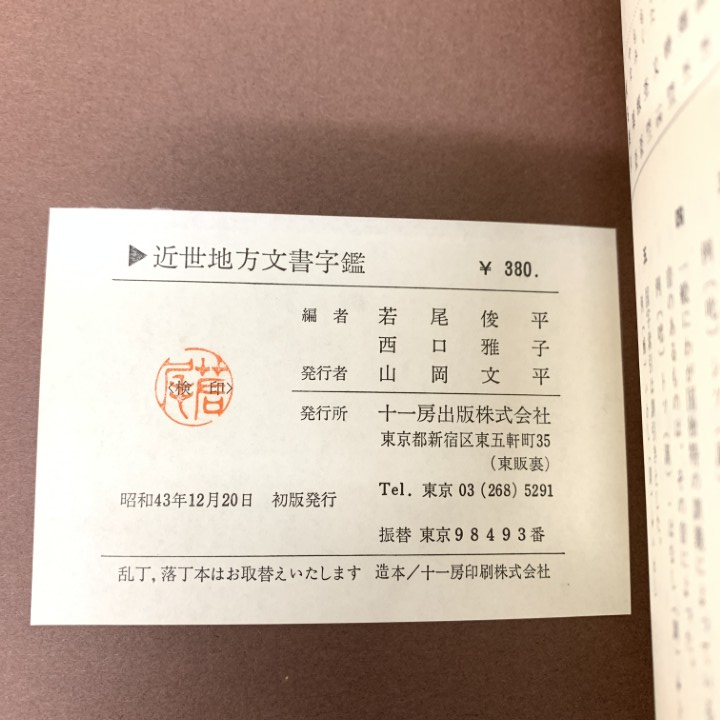 ▶近世地方文書字鑑 ¥ 380.
編者 若尾俊平
西口雅子
発行者 山岡文平
〈検印〉
若尾
発行所 十一房出版株式会社
東京都新宿区東五軒町35
(東販裏)
Tel. 東京 03 (268) 5291
昭和43年12月20日 初版発行
振替 東京98493番
乱丁,落丁本はお取替えいたします 造本/十一房印刷株式会社
四
五